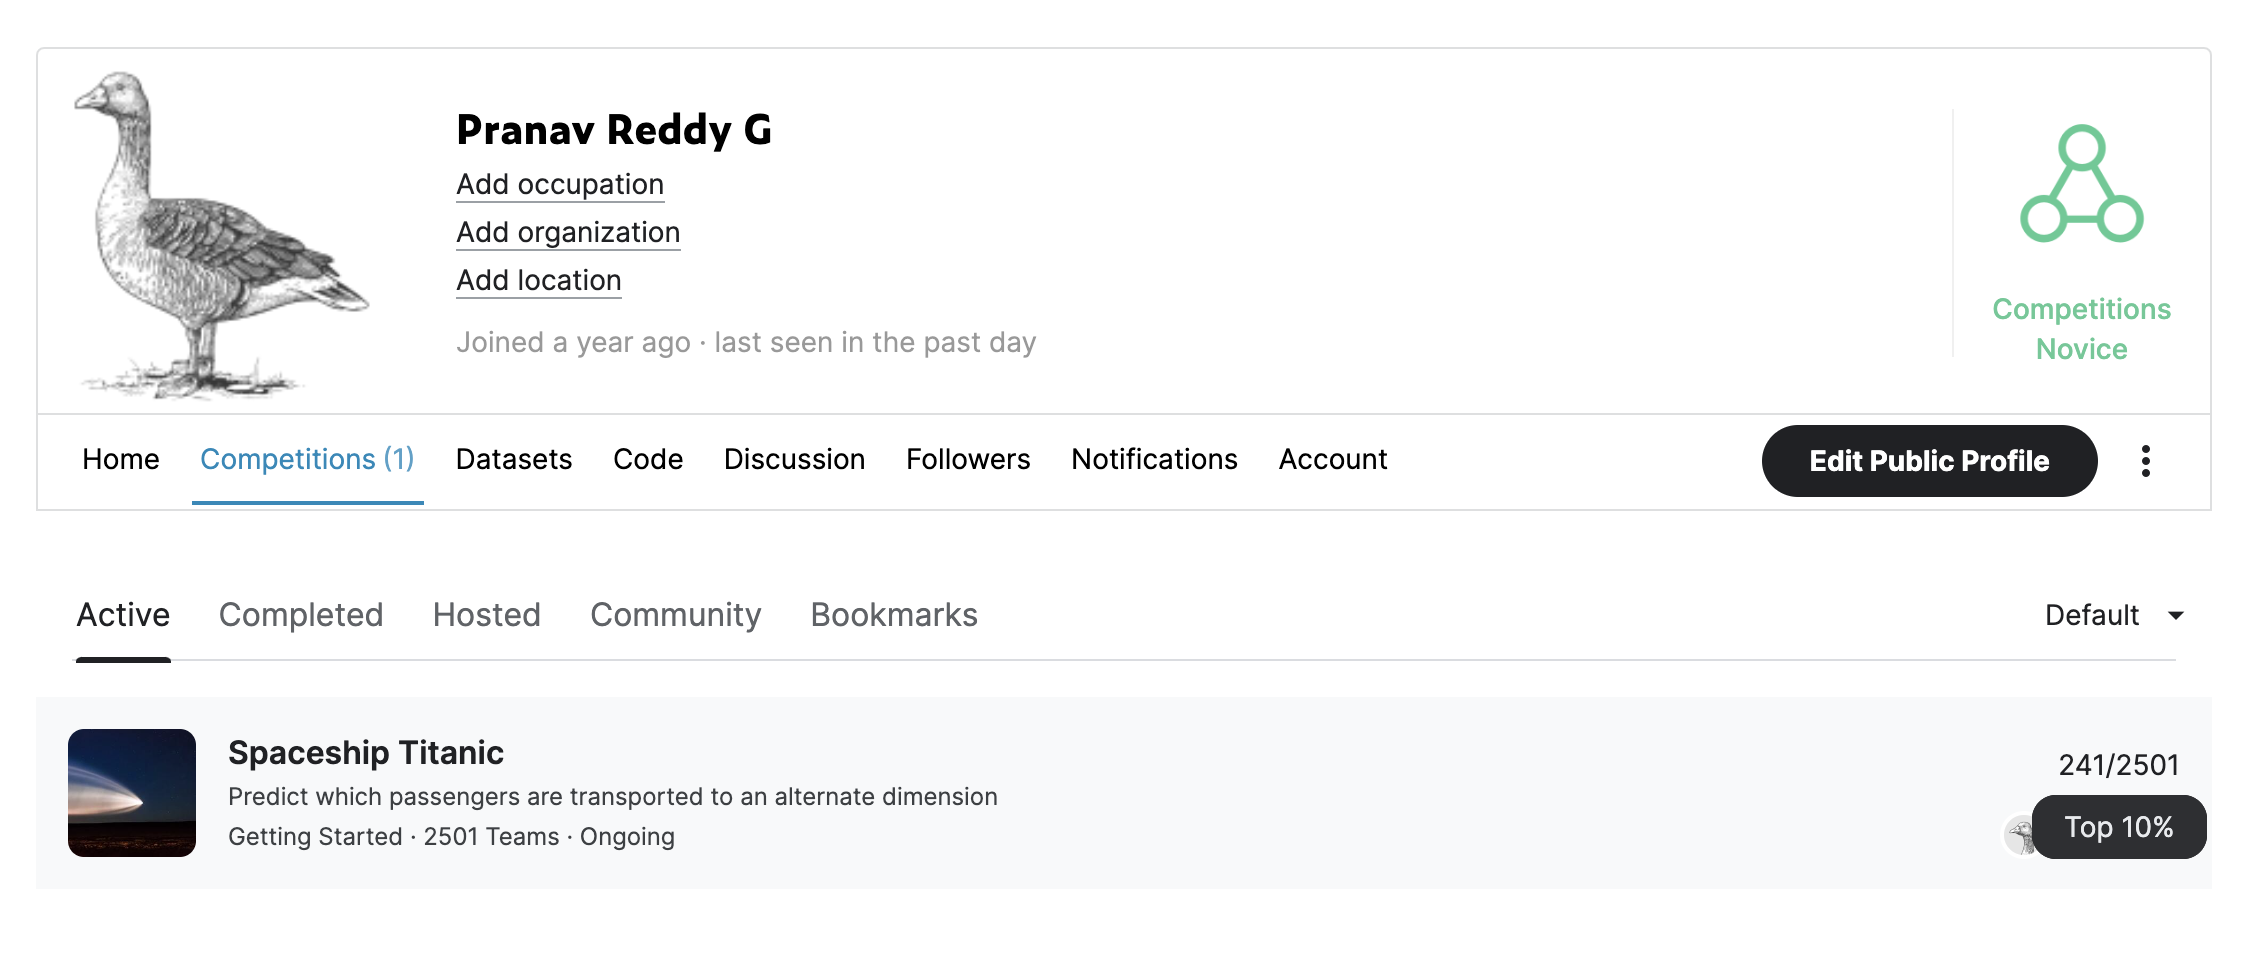 Pranav Reddy G
Add occupation
Add organization
Add location
Joined a year ago · last seen in the past day
Competitions
Novice
Home Competitions (1) Datasets Code Discussion Followers Notifications Account Edit Public Profile
Active Completed Hosted Community Bookmarks Default
Spaceship Titanic
Predict which passengers are transported to an alternate dimension
Getting Started · 2501 Teams · Ongoing
241/2501
Top 10%